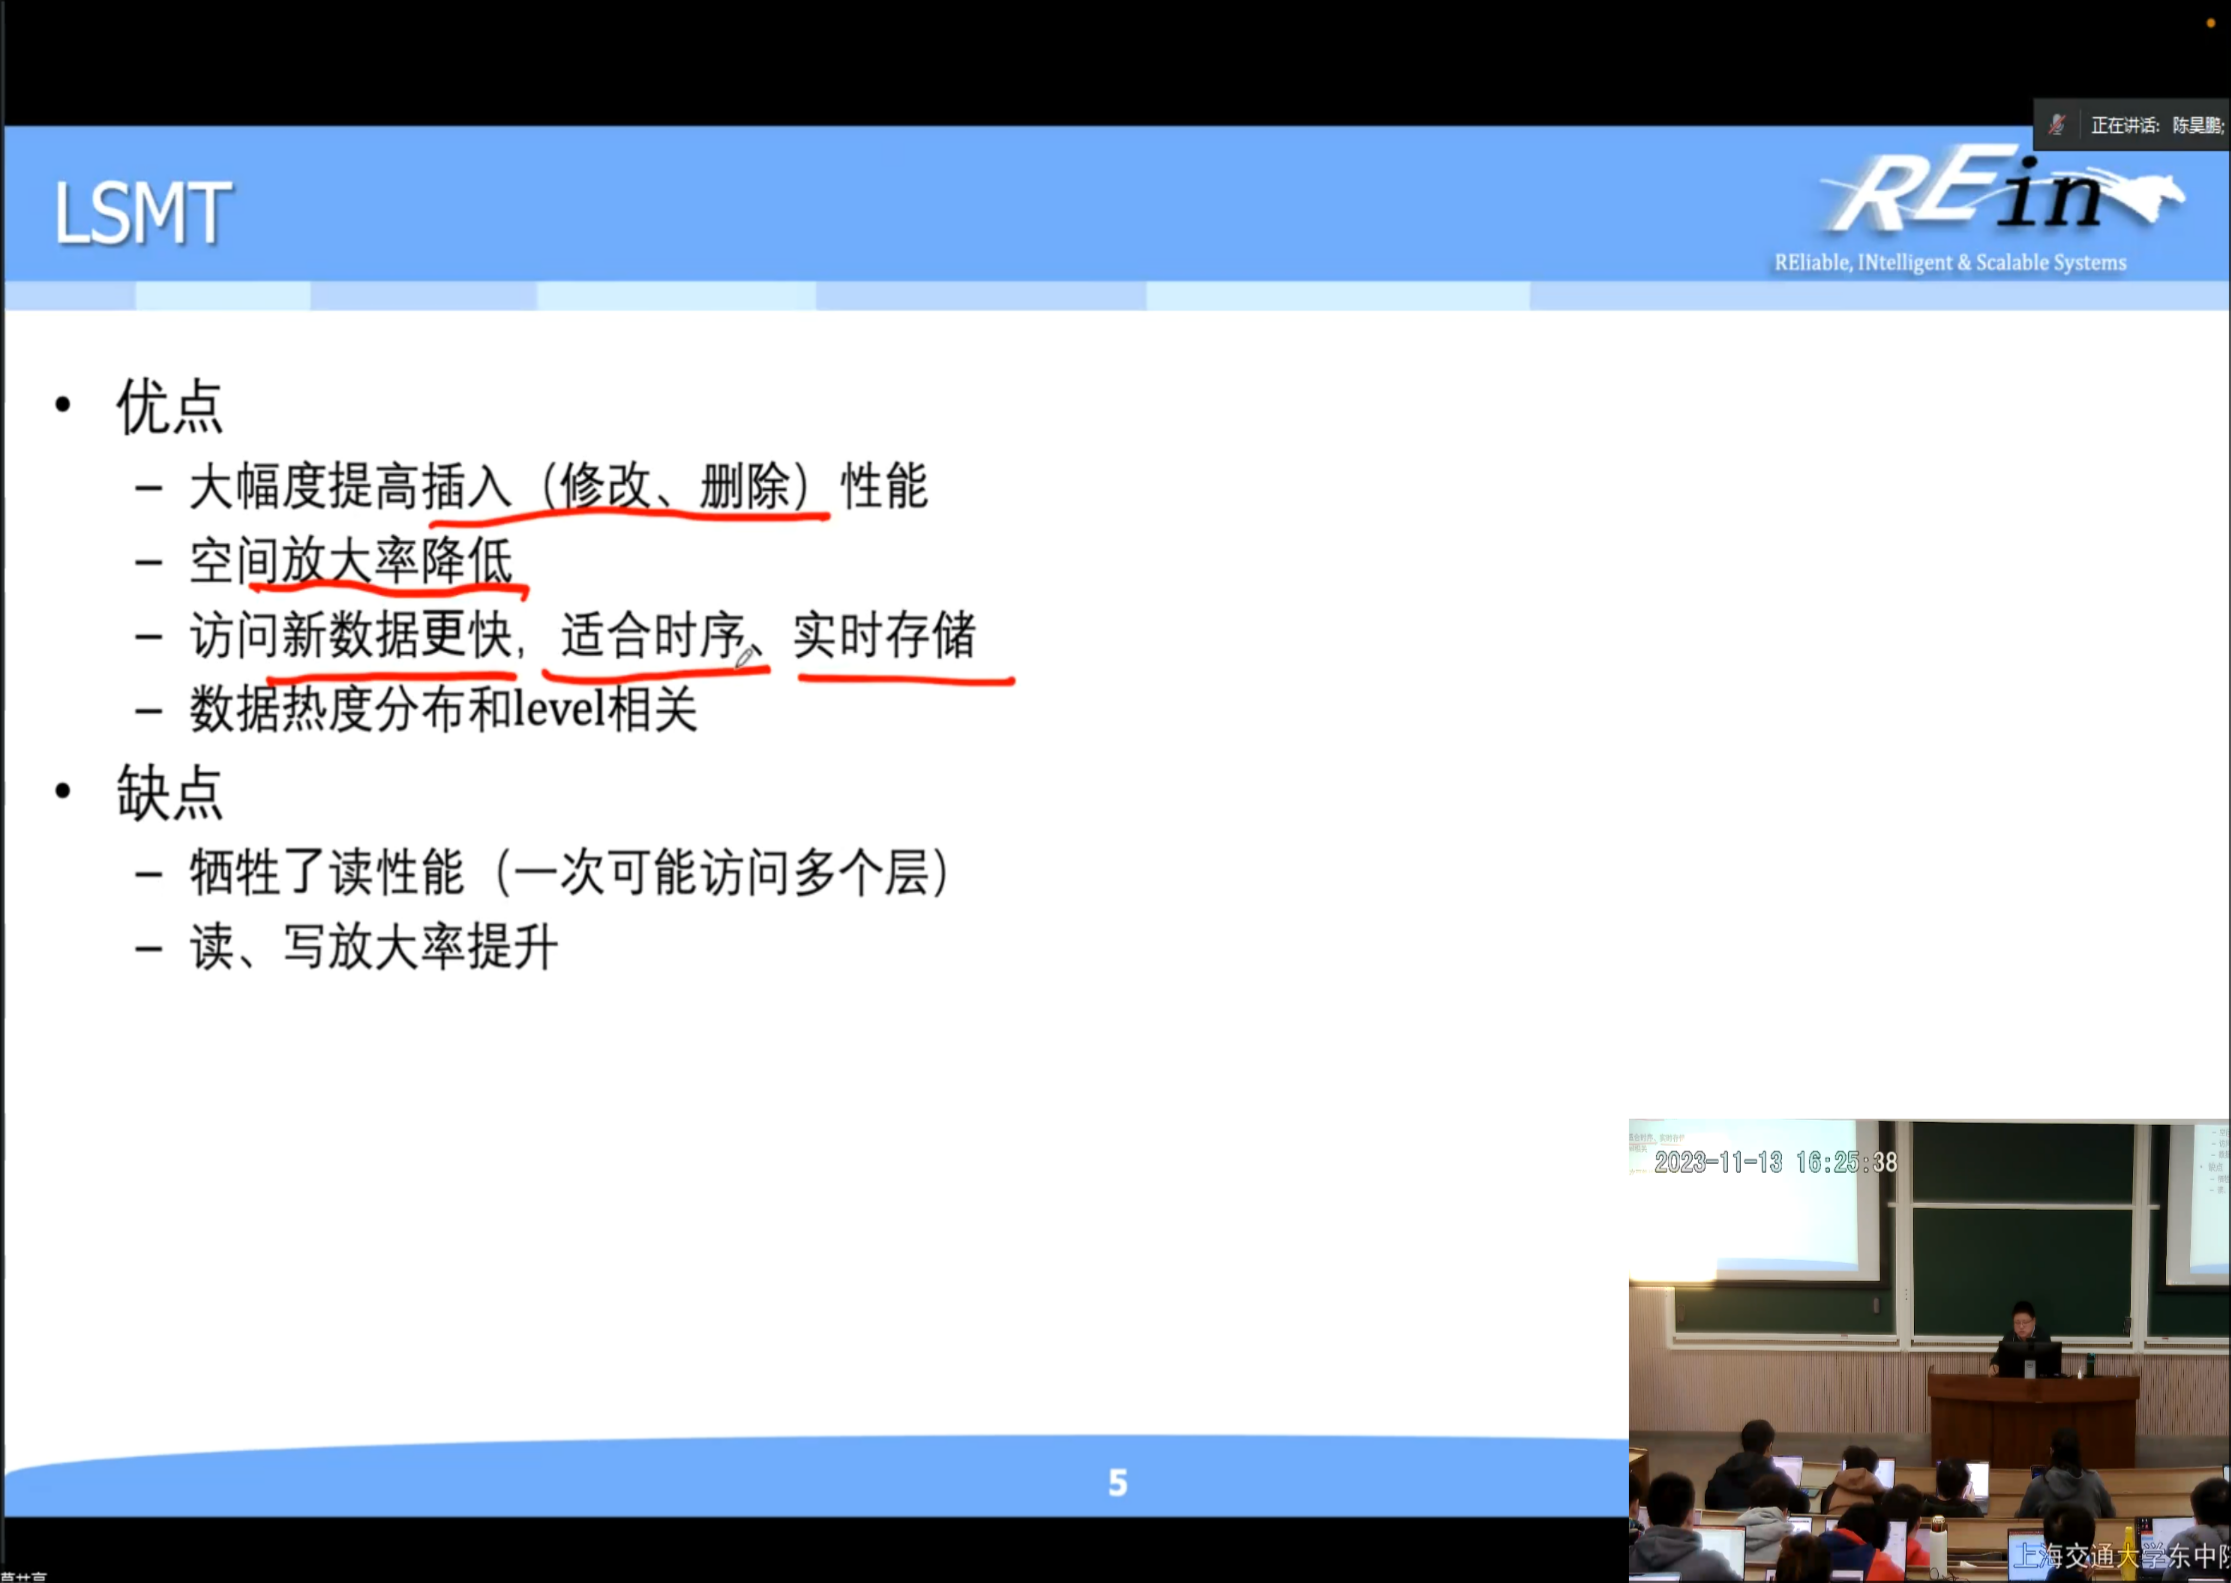 正在讲话: 陈昊鹏;
LSMT
REin
REliable, INtelligent & Scalable Systems
• 优点
– 大幅度提高插入（修改、删除）性能
– 空间放大率降低
– 访问新数据更快，适合时序、实时存储
– 数据热度分布和level相关
• 缺点
– 牺牲了读性能（一次可能访问多个层）
– 读、写放大率提升
2023-11-13 16:25:38
5
上海交通大学东中